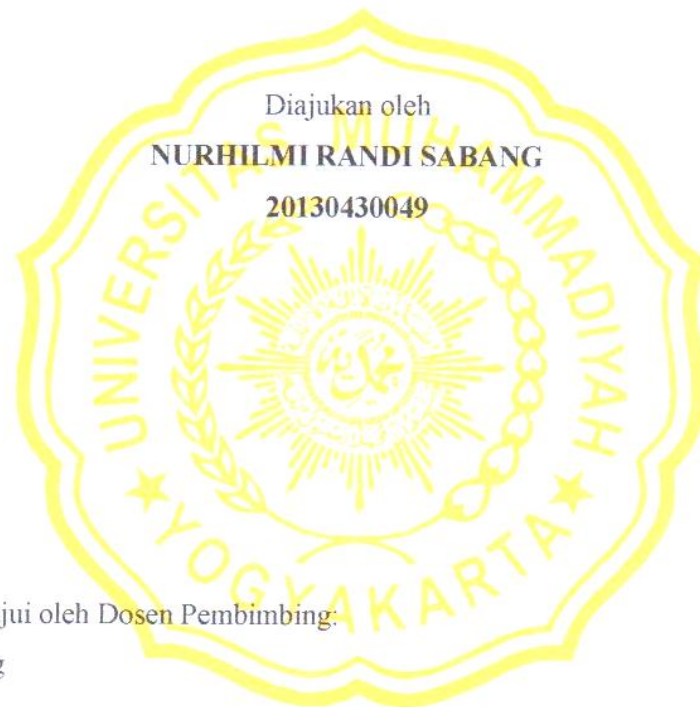 Diajukan oleh
NURHILMI RANDI SABANG
20130430049
UNIVERSITAS MUHAMMADIYAH
YOGYAKARTA
jui oleh Dosen Pembimbing:
g